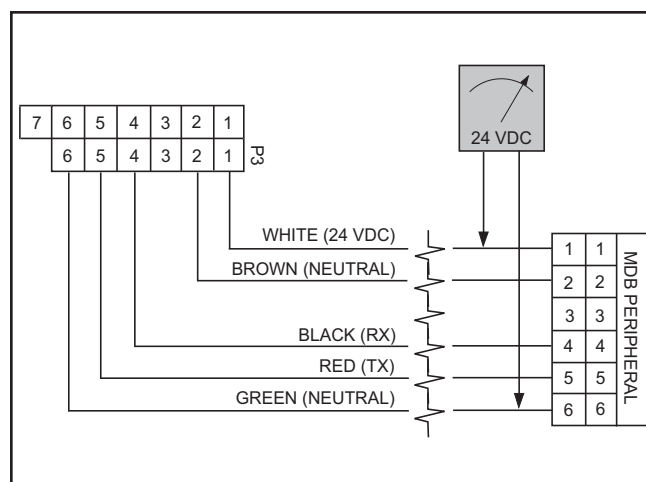 24 VDC
7 6 5 4 3 2 1
6 5 4 3 2 1
P3
WHITE (24 VDC)
BROWN (NEUTRAL)
BLACK (RX)
RED (TX)
GREEN (NEUTRAL)
1 1
2 2
3 3
4 4
5 5
6 6
MDB PERIPHERAL